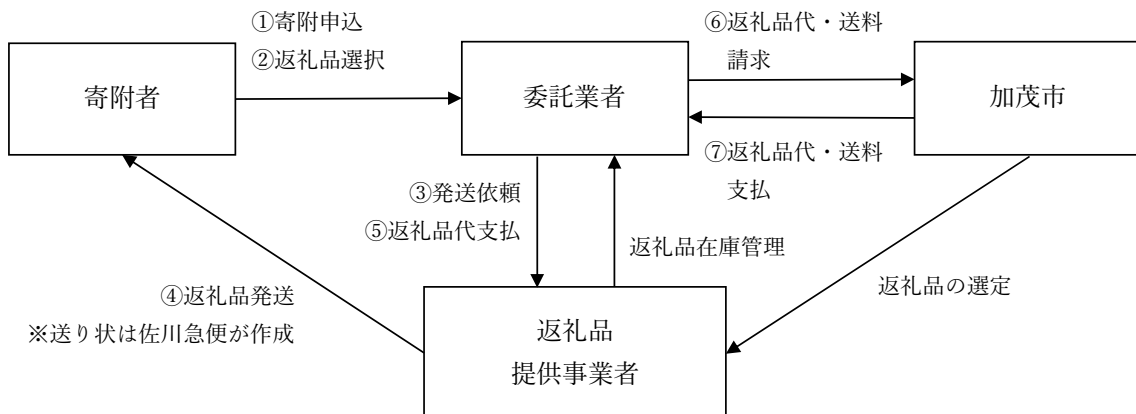 ①寄附申込
②返礼品選択
⑥返礼品代・送料
請求
寄附者
委託業者
加茂市
⑦返礼品代・送料
支払
③発送依頼
⑤返礼品代支払
返礼品在庫管理
返礼品の選定
④返礼品発送
※送り状は佐川急便が作成
返礼品
提供事業者